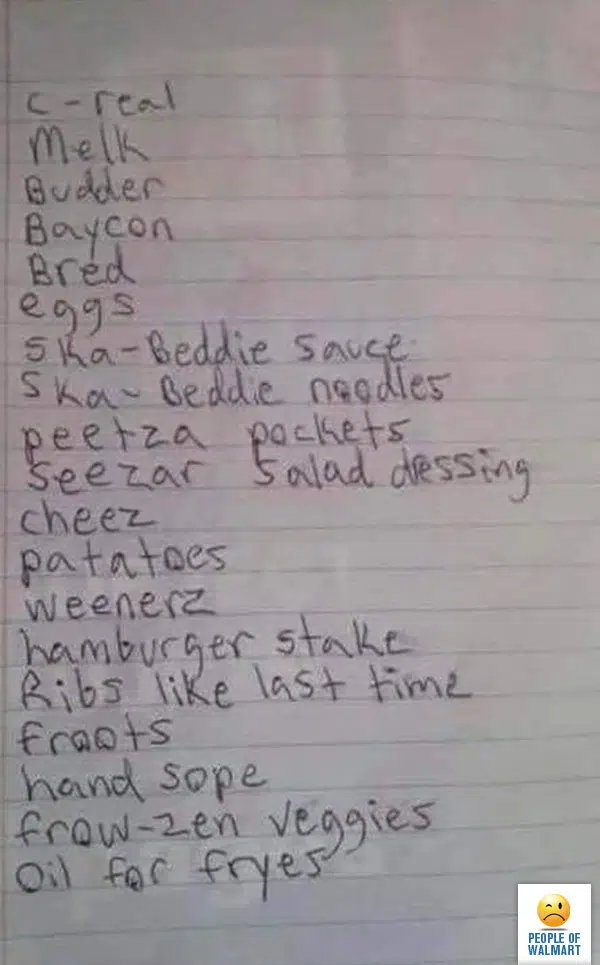 C-real
Melk
Budder
Baycon
Bred
eggs
Ska-Beddie sauce
Ska-Beddie noodles
peetza pockets
Seezar Salad dressing
cheez
patatoes
weenerz
hamburger stake
Ribs like last time
froots
hand sope
frow-zen veggies
Oil for fryes
PEOPLE OF
WALMART